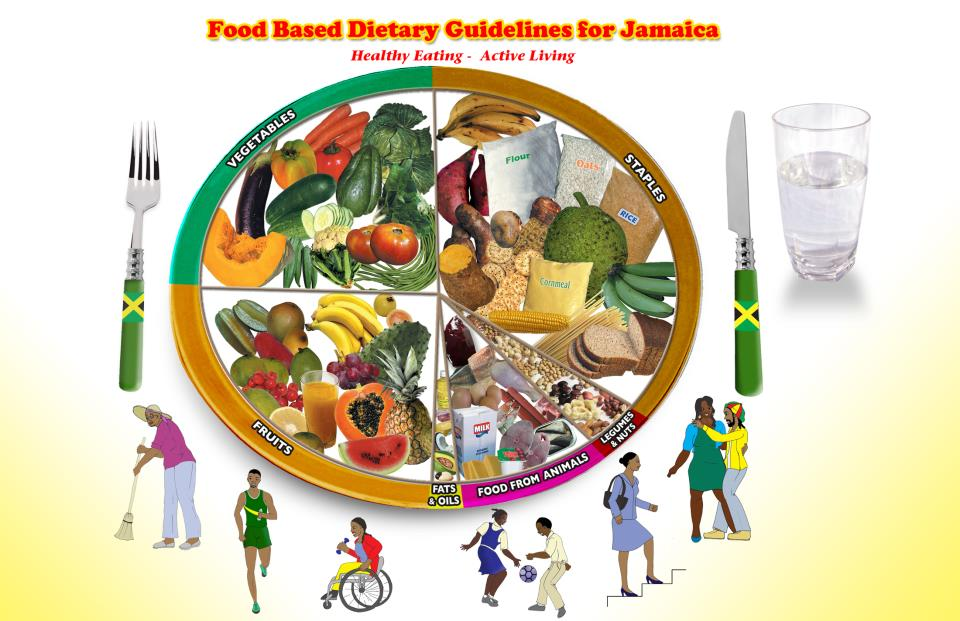 Food Based Dietary Guidelines for Jamaica
Healthy Eating - Active Living
VEGETABLES
STAPLES
Flour
Oats
RICE
Cornmeal
MILK
FRUITS
FATS
& OILS
FOOD FROM ANIMALS
LEGUMES
& NUTS